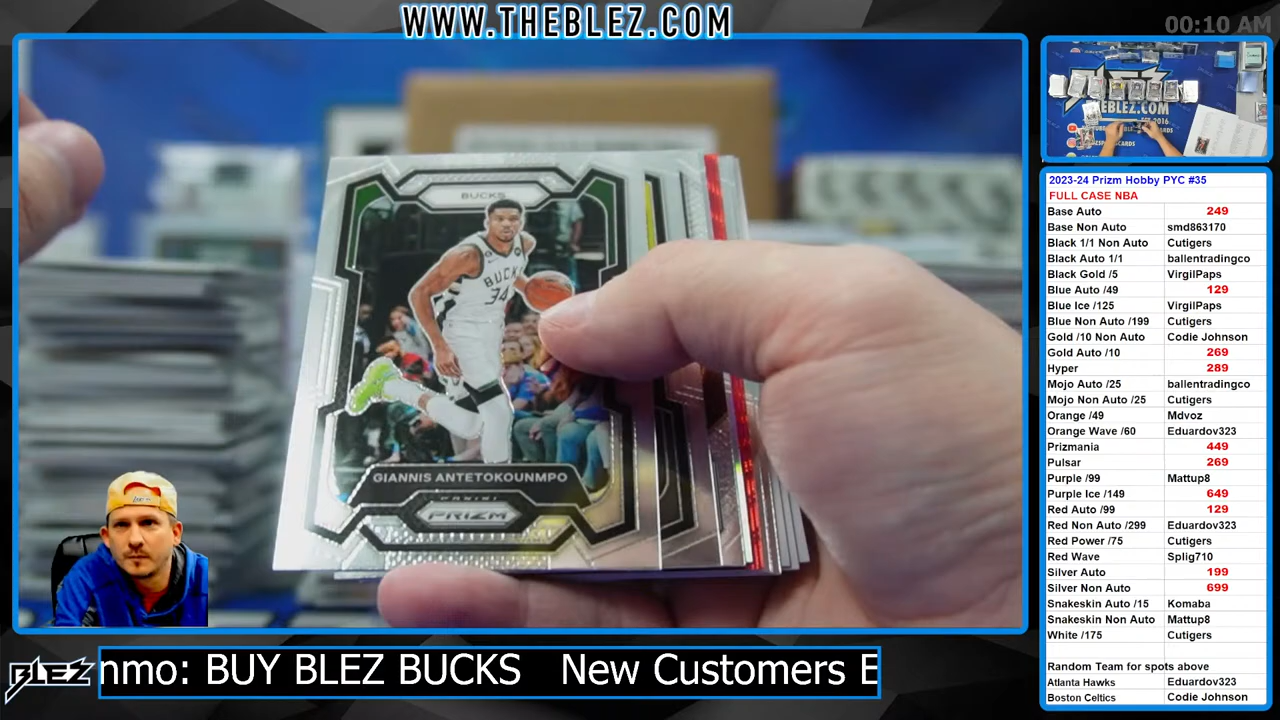 WWW.THEBLEZ.COM
00:10 AM
BUCKS
BUCKS
34
GIANNIS ANTETOKOUNMPO
PANINI
PRIZM
BLEZ
THEBLEZ.COM
2023-24 Prizm Hobby PYC #35
FULL CASE NBA
Base Auto 249
Base Non Auto smd863170
Black 1/1 Non Auto Cutigers
Black Auto 1/1 ballentradingco
Black Gold /5 VirgilPaps
Blue Auto /49 129
Blue Ice /125 VirgilPaps
Blue Non Auto /199 Cutigers
Gold /10 Non Auto Codie Johnson
Gold Auto /10 269
Hyper 289
Mojo Auto /25 ballentradingco
Mojo Non Auto /25 Cutigers
Orange /49 Mdvoz
Orange Wave /60 Eduardov323
Prizmania 449
Pulsar 269
Purple /99 Mattup8
Purple Ice /149 649
Red Auto /99 129
Red Non Auto /299 Eduardov323
Red Power /75 Cutigers
Red Wave Splig710
Silver Auto 199
Silver Non Auto 699
Snakeskin Auto /15 Komaba
Snakeskin Non Auto Mattup8
White /175 Cutigers
Random Team for spots above
Atlanta Hawks Eduardov323
Boston Celtics Codie Johnson
BLEZ
nmo: BUY BLEZ BUCKS New Customers E